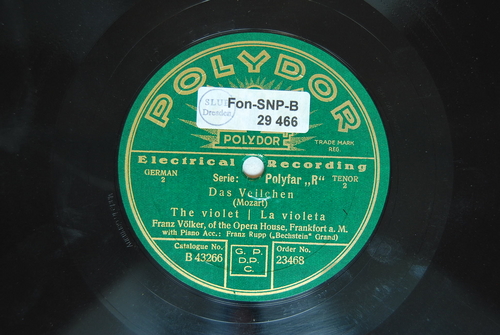 POLYDOR
SLUB
Dresden
Fon-SNP-B
29 466
POLYDOR
TRADE MARK
REG.
Electrical Recording
GERMAN
2
Serie: Polyfar „R"
TENOR
2
Das Veilchen
(Mozart)
The violet | La violeta
Franz Völker, of the Opera House, Frankfort a. M.
with Piano Acc.: Franz Rupp („Bechstein" Grand)
Catalogue No.
B 43266
G. P.
D.P.
C.
Order No.
23468